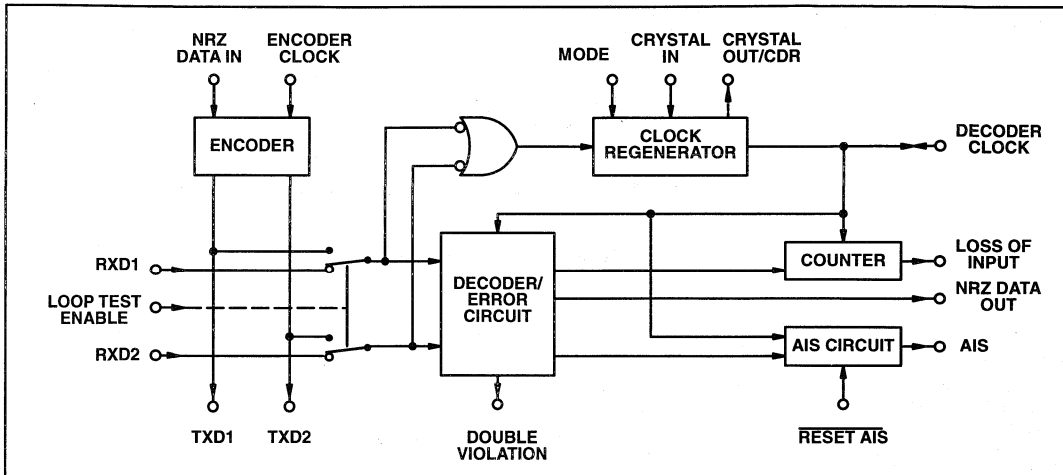 NRZ
DATA IN
ENCODER
CLOCK
MODE
CRYSTAL
IN
CRYSTAL
OUT/CDR
ENCODER
CLOCK
REGENERATOR
DECODER
CLOCK
RXD1
LOOP TEST
ENABLE
RXD2
DECODER/
ERROR
CIRCUIT
COUNTER
LOSS OF
INPUT
NRZ DATA
OUT
AIS CIRCUIT
AIS
TXD1
TXD2
DOUBLE
VIOLATION
RESET AIS